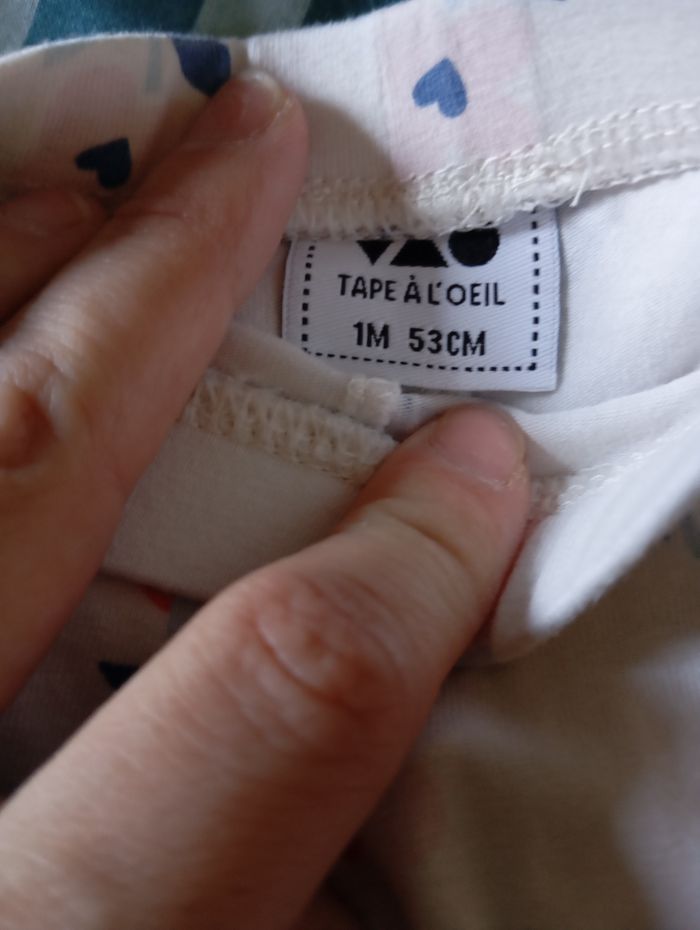 TAPE À L'OEIL
1M 53CM